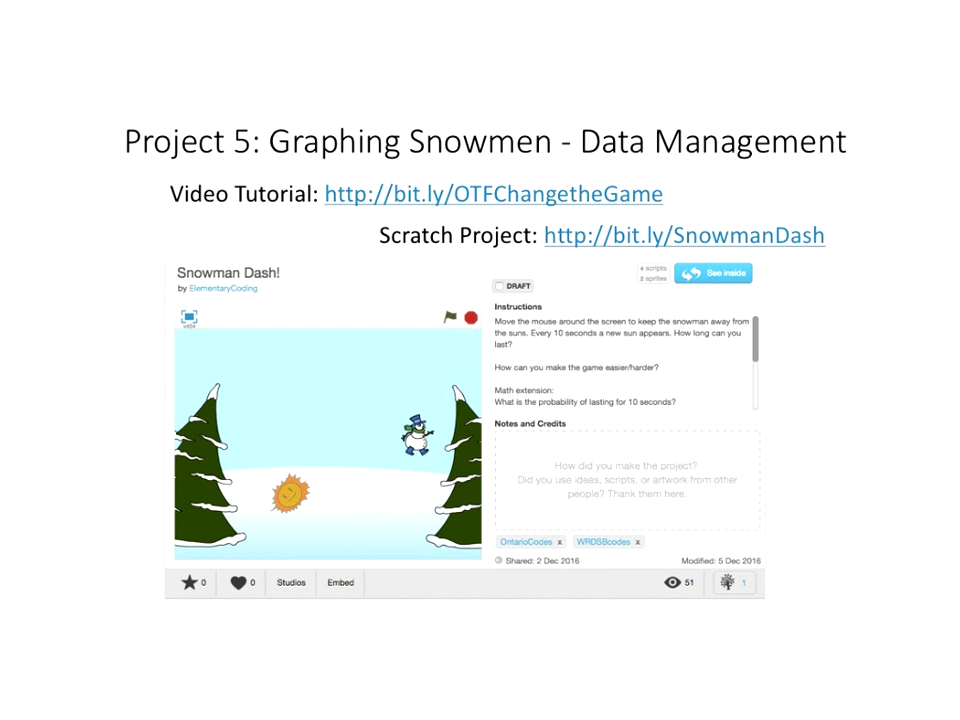 Project 5: Graphing Snowmen - Data Management
Video Tutorial: http://bit.ly/OTFChangetheGame
Scratch Project: http://bit.ly/SnowmanDash
Snowman Dash!
by ElementaryCoding
v454
4 scripts
2 sprites
See inside
DRAFT
Instructions
Move the mouse around the screen to keep the snowman away from
the suns. Every 10 seconds a new sun appears. How long can you
last?
How can you make the game easier/harder?
Math extension:
What is the probability of lasting for 10 seconds?
Notes and Credits
How did you make the project?
Did you use ideas, scripts, or artwork from other
people? Thank them here.
OntarioCodes x WRDSBcodes x
Shared: 2 Dec 2016 Modified: 5 Dec 2016
0 0 Studios Embed 51 1